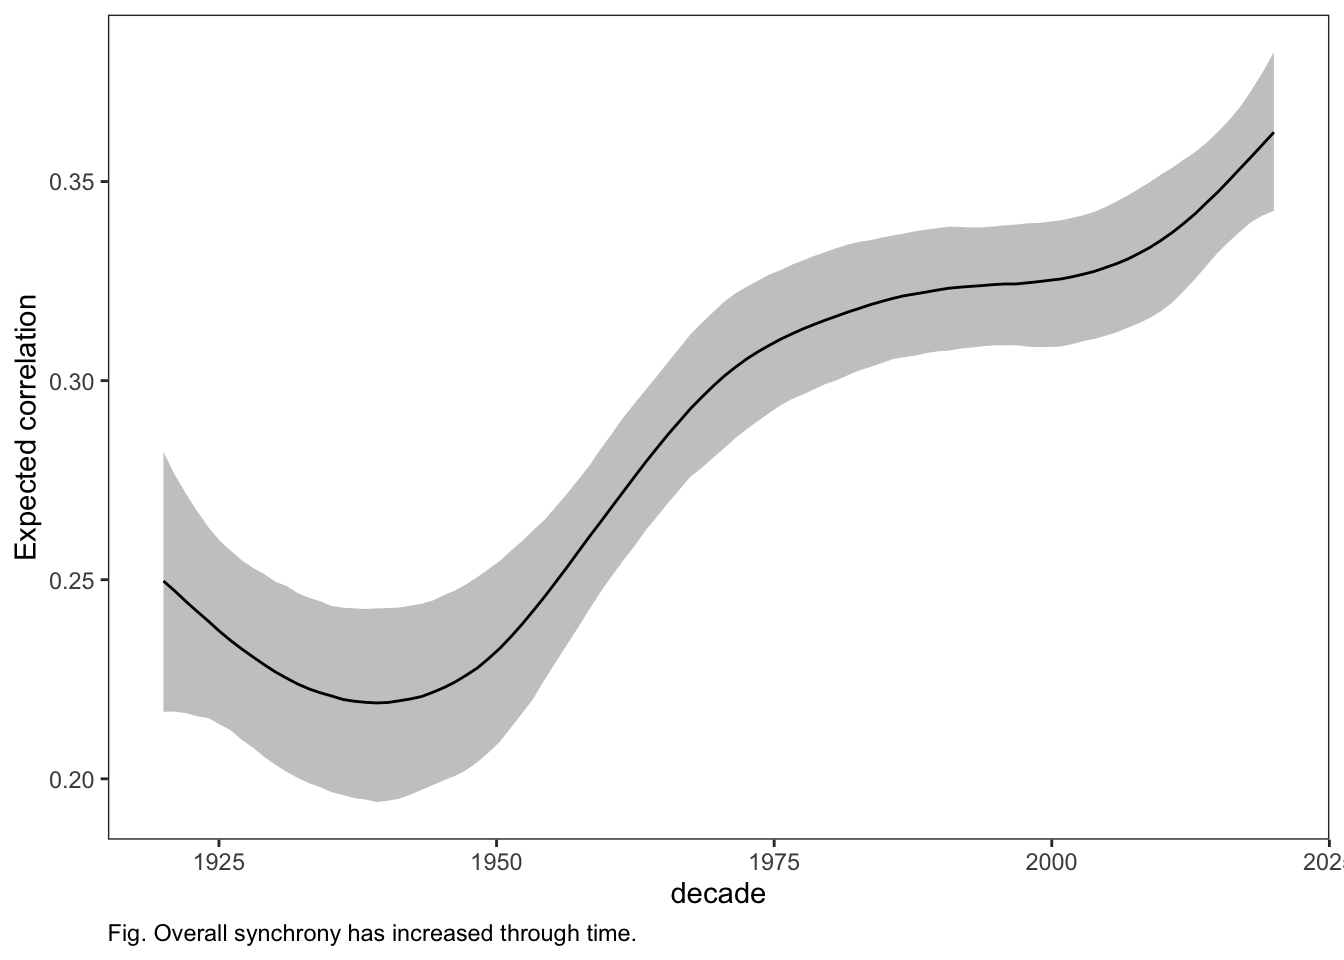 Expected correlation
0.35
0.30
0.25
0.20
1925 1950 1975 2000 202
decade
Fig. Overall synchrony has increased through time.